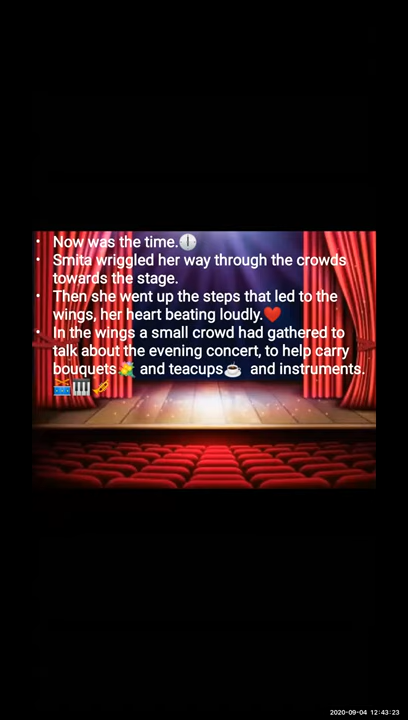 • Now was the time.🕛
• Smita wriggled her way through the crowds
towards the stage.
• Then she went up the steps that led to the
wings, her heart beating loudly.❤️
• In the wings a small crowd had gathered to
talk about the evening concert, to help carry
bouquets💐 and teacups☕ and instruments.
🥁🎹🎺
2020-09-04 12:43:23